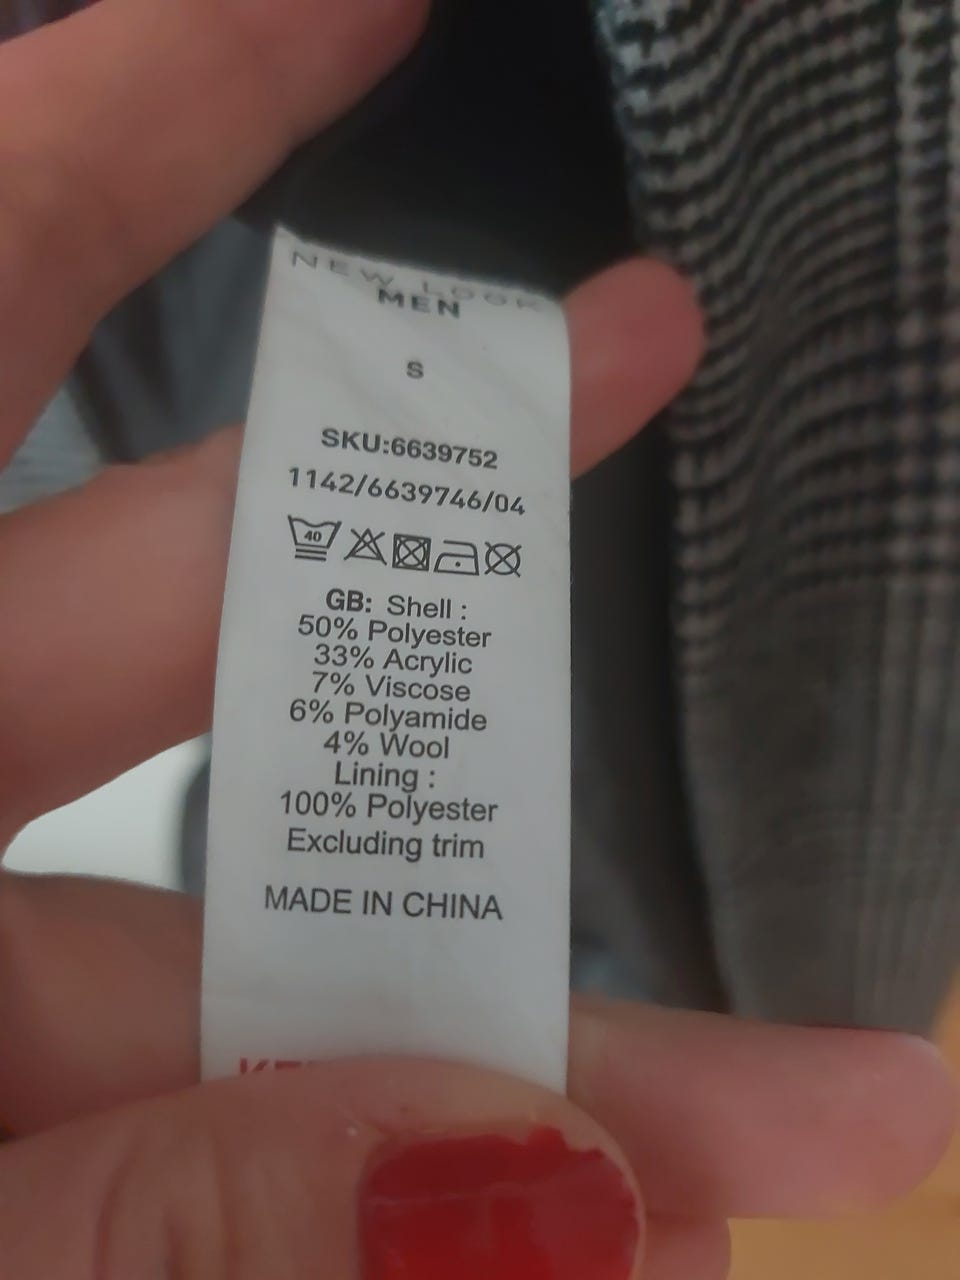 NEW LOOK
MEN
S
SKU:6639752
1142/6639746/04
40
GB: Shell :
50% Polyester
33% Acrylic
7% Viscose
6% Polyamide
4% Wool
Lining :
100% Polyester
Excluding trim
MADE IN CHINA